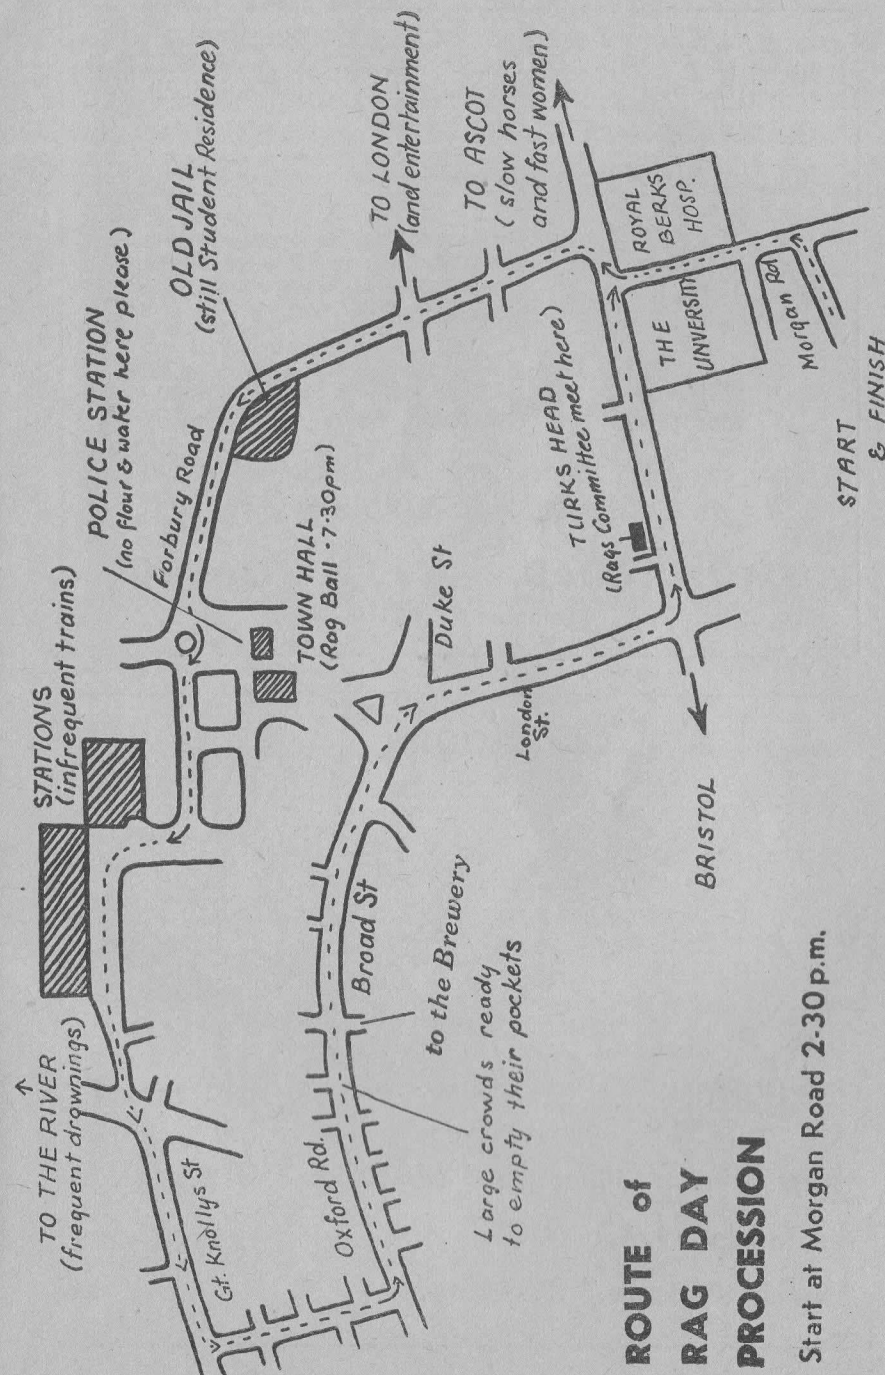 TO THE RIVER
(frequent drownings)
STATIONS
(infrequent trains)
POLICE STATION
(no flour & water here please)
OLD JAIL
(still Student Residence)
Forbury Road
TO LONDON
(and entertainment)
TO ASCOT
(slow horses
and fast women)
TOWN HALL
(Rag Ball · 7·30pm)
Duke St
London
St.
TURKS HEAD
(Rags Committee meet here)
ROYAL
BERKS
HOSP.
THE
UNVERSITY
Morgan Rd
START
& FINISH
BRISTOL
Gt. Knollys St
Oxford Rd.
Broad St
to the Brewery
Large crowds ready
to empty their pockets
ROUTE of
RAG DAY
PROCESSION
Start at Morgan Road 2-30 p.m.